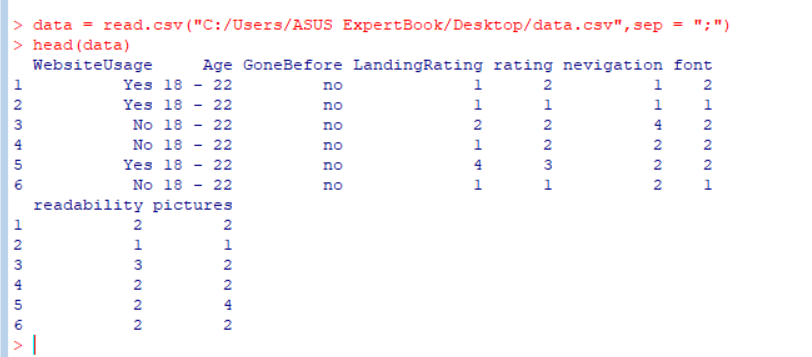 > data = read.csv("C:/Users/ASUS ExpertBook/Desktop/data.csv",sep = ";")
> head(data)
  WebsiteUsage     Age GoneBefore LandingRating rating nevigation font
1          Yes 18 - 22         no             1      2          1    2
2          Yes 18 - 22         no             1      1          1    1
3           No 18 - 22         no             2      2          4    2
4           No 18 - 22         no             1      2          2    2
5          Yes 18 - 22         no             4      3          2    2
6           No 18 - 22         no             1      1          2    1
  readability pictures
1           2        2
2           1        1
3           3        2
4           2        2
5           2        4
6           2        2
>